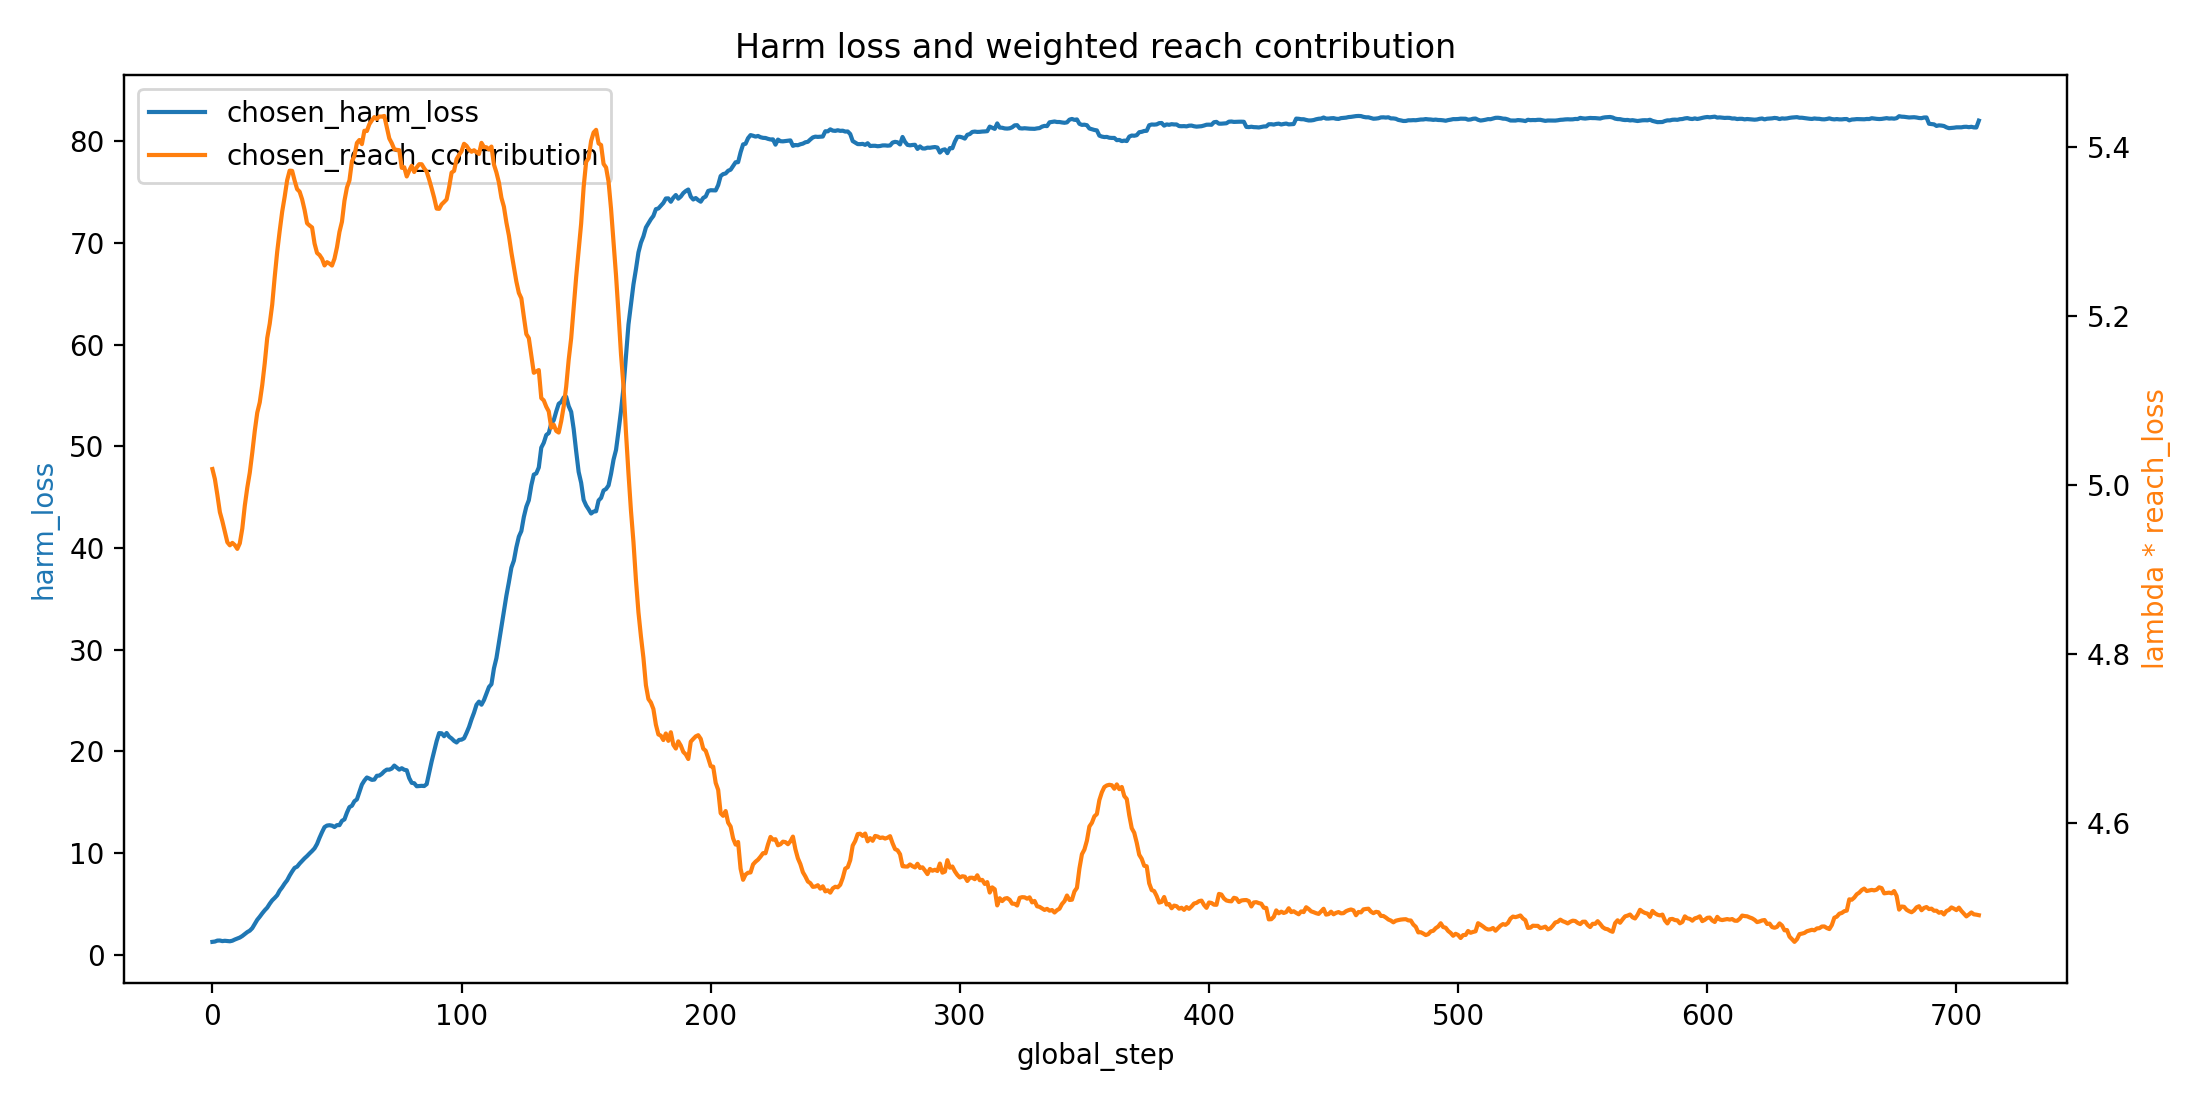 Harm loss and weighted reach contribution
chosen_harm_loss
chosen_reach_contribution
80
70
60
50
40
30
20
10
0
harm_loss
5.4
5.2
5.0
4.8
4.6
lambda * reach_loss
0 100 200 300 400 500 600 700
global_step